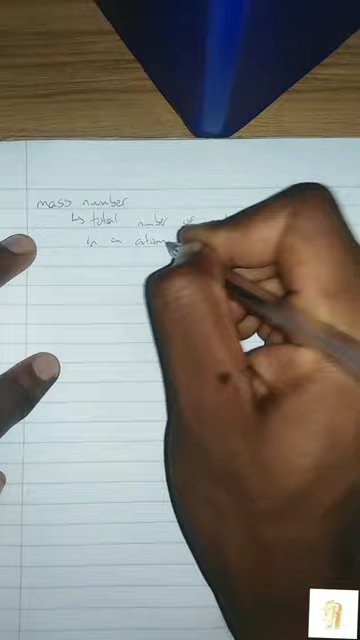 mass number
↳ total number of
in an atom